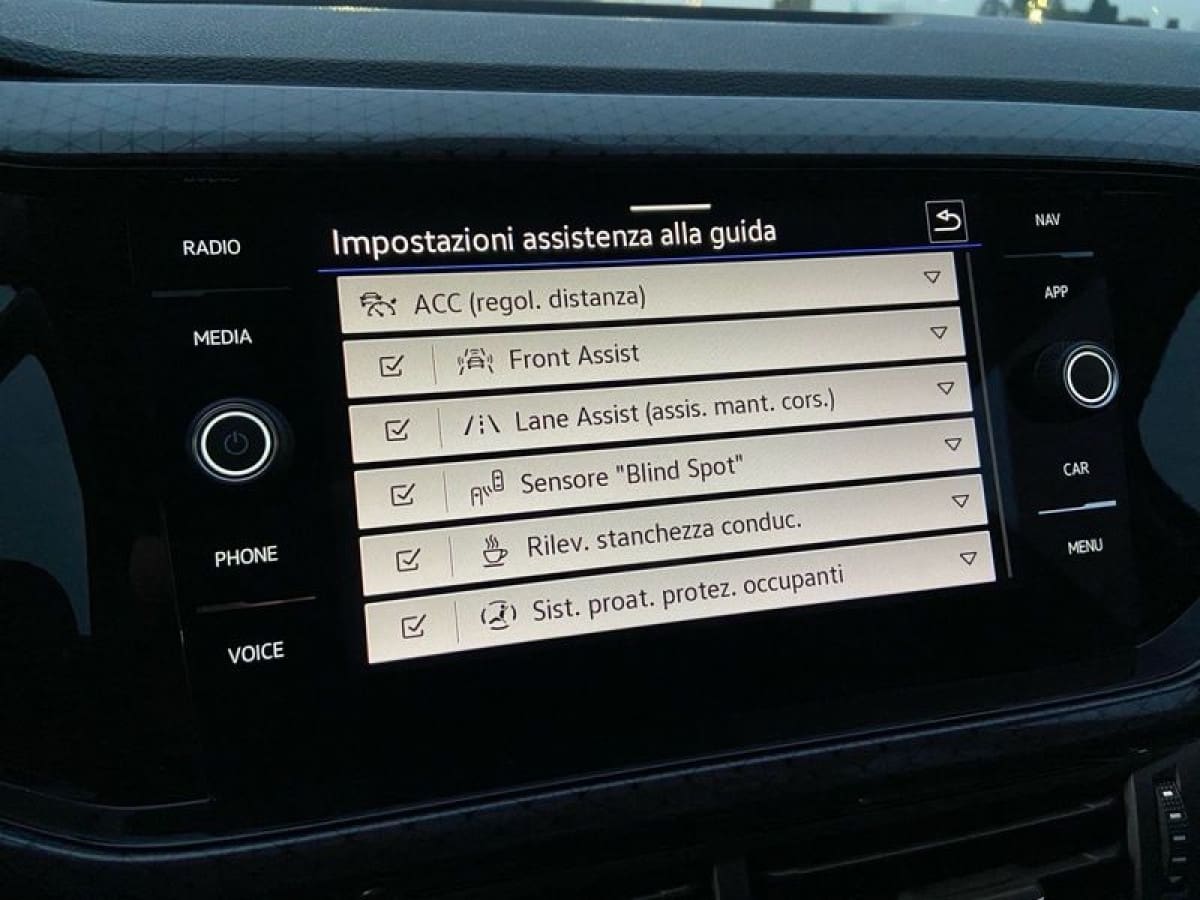 RADIO
MEDIA
PHONE
VOICE
Impostazioni assistenza alla guida
ACC (regol. distanza)
Front Assist
Lane Assist (assis. mant. cors.)
Sensore "Blind Spot"
Rilev. stanchezza conduc.
Sist. proat. protez. occupanti
NAV
APP
CAR
MENU